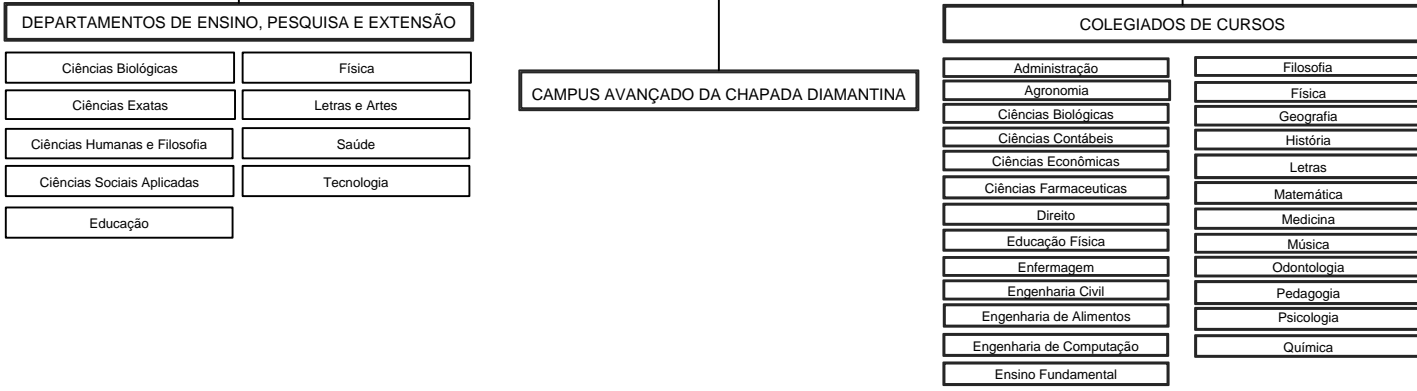 DEPARTAMENTOS DE ENSINO, PESQUISA E EXTENSÃO
Ciências Biológicas
Física
Ciências Exatas
Letras e Artes
Ciências Humanas e Filosofia
Saúde
Ciências Sociais Aplicadas
Tecnologia
Educação
CAMPUS AVANÇADO DA CHAPADA DIAMANTINA
COLEGIADOS DE CURSOS
Administração
Agronomia
Ciências Biológicas
Ciências Contábeis
Ciências Econômicas
Ciências Farmaceuticas
Direito
Educação Física
Enfermagem
Engenharia Civil
Engenharia de Alimentos
Engenharia de Computação
Ensino Fundamental
Filosofia
Física
Geografia
História
Letras
Matemática
Medicina
Música
Odontologia
Pedagogia
Psicologia
Química